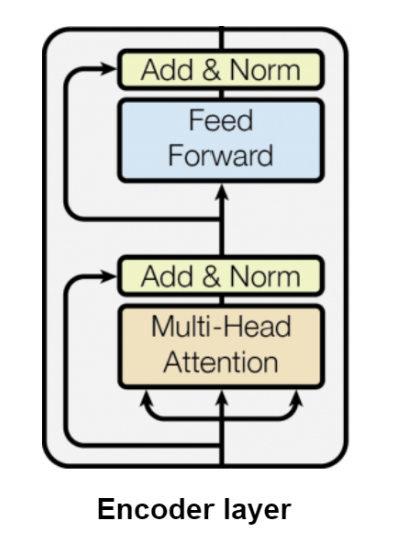 Add & Norm
Feed
Forward
Add & Norm
Multi-Head
Attention
Encoder layer